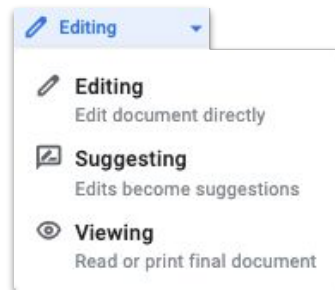 Editing
Editing
Edit document directly
Suggesting
Edits become suggestions
Viewing
Read or print final document